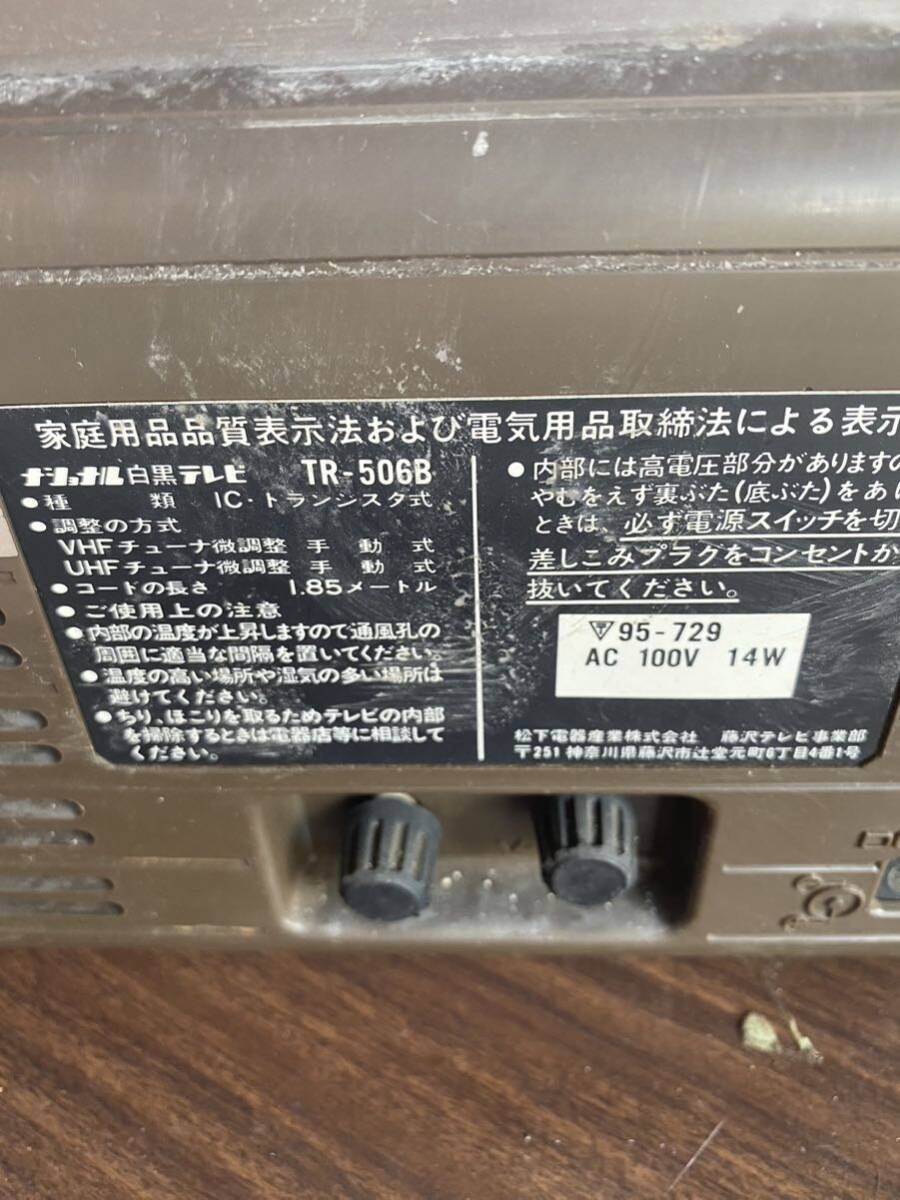 家庭用品品質表示法および電気用品取締法による表示
ナショナル 白黒テレビ TR-506B
●種 類 IC・トランジスタ式
●調整の方式
VHFチューナ微調整 手動式
UHFチューナ微調整 手動式
●コードの長さ 1.85メートル
●ご使用上の注意
●内部の温度が上昇しますので通風孔の
周囲に適当な間隔を置いてください。
●温度の高い場所や湿気の多い場所は
避けてください。
●ちり、ほこりを取るためテレビの内部
を掃除するときは電器店等に相談して
ください。
●内部には高電圧部分がありますの
やむをえず裏ぶた(底ぶた)をあ
ときは、必ず電源スイッチを切
差しこみプラグをコンセントか
抜いてください。
〒95-729
AC 100V 14W
松下電器産業株式会社 藤沢テレビ事業部
〒251 神奈川県藤沢市辻堂元町6丁目4番1号